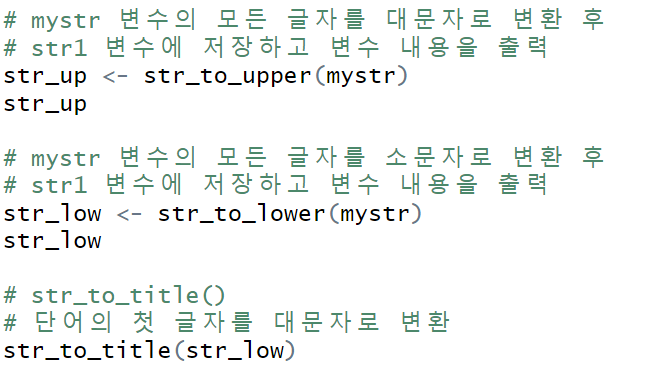 # mystr 변수의 모든 글자를 대문자로 변환 후
# str1 변수에 저장하고 변수 내용을 출력
str_up <- str_to_upper(mystr)
str_up
# mystr 변수의 모든 글자를 소문자로 변환 후
# str1 변수에 저장하고 변수 내용을 출력
str_low <- str_to_lower(mystr)
str_low
# str_to_title()
# 단어의 첫 글자를 대문자로 변환
str_to_title(str_low)